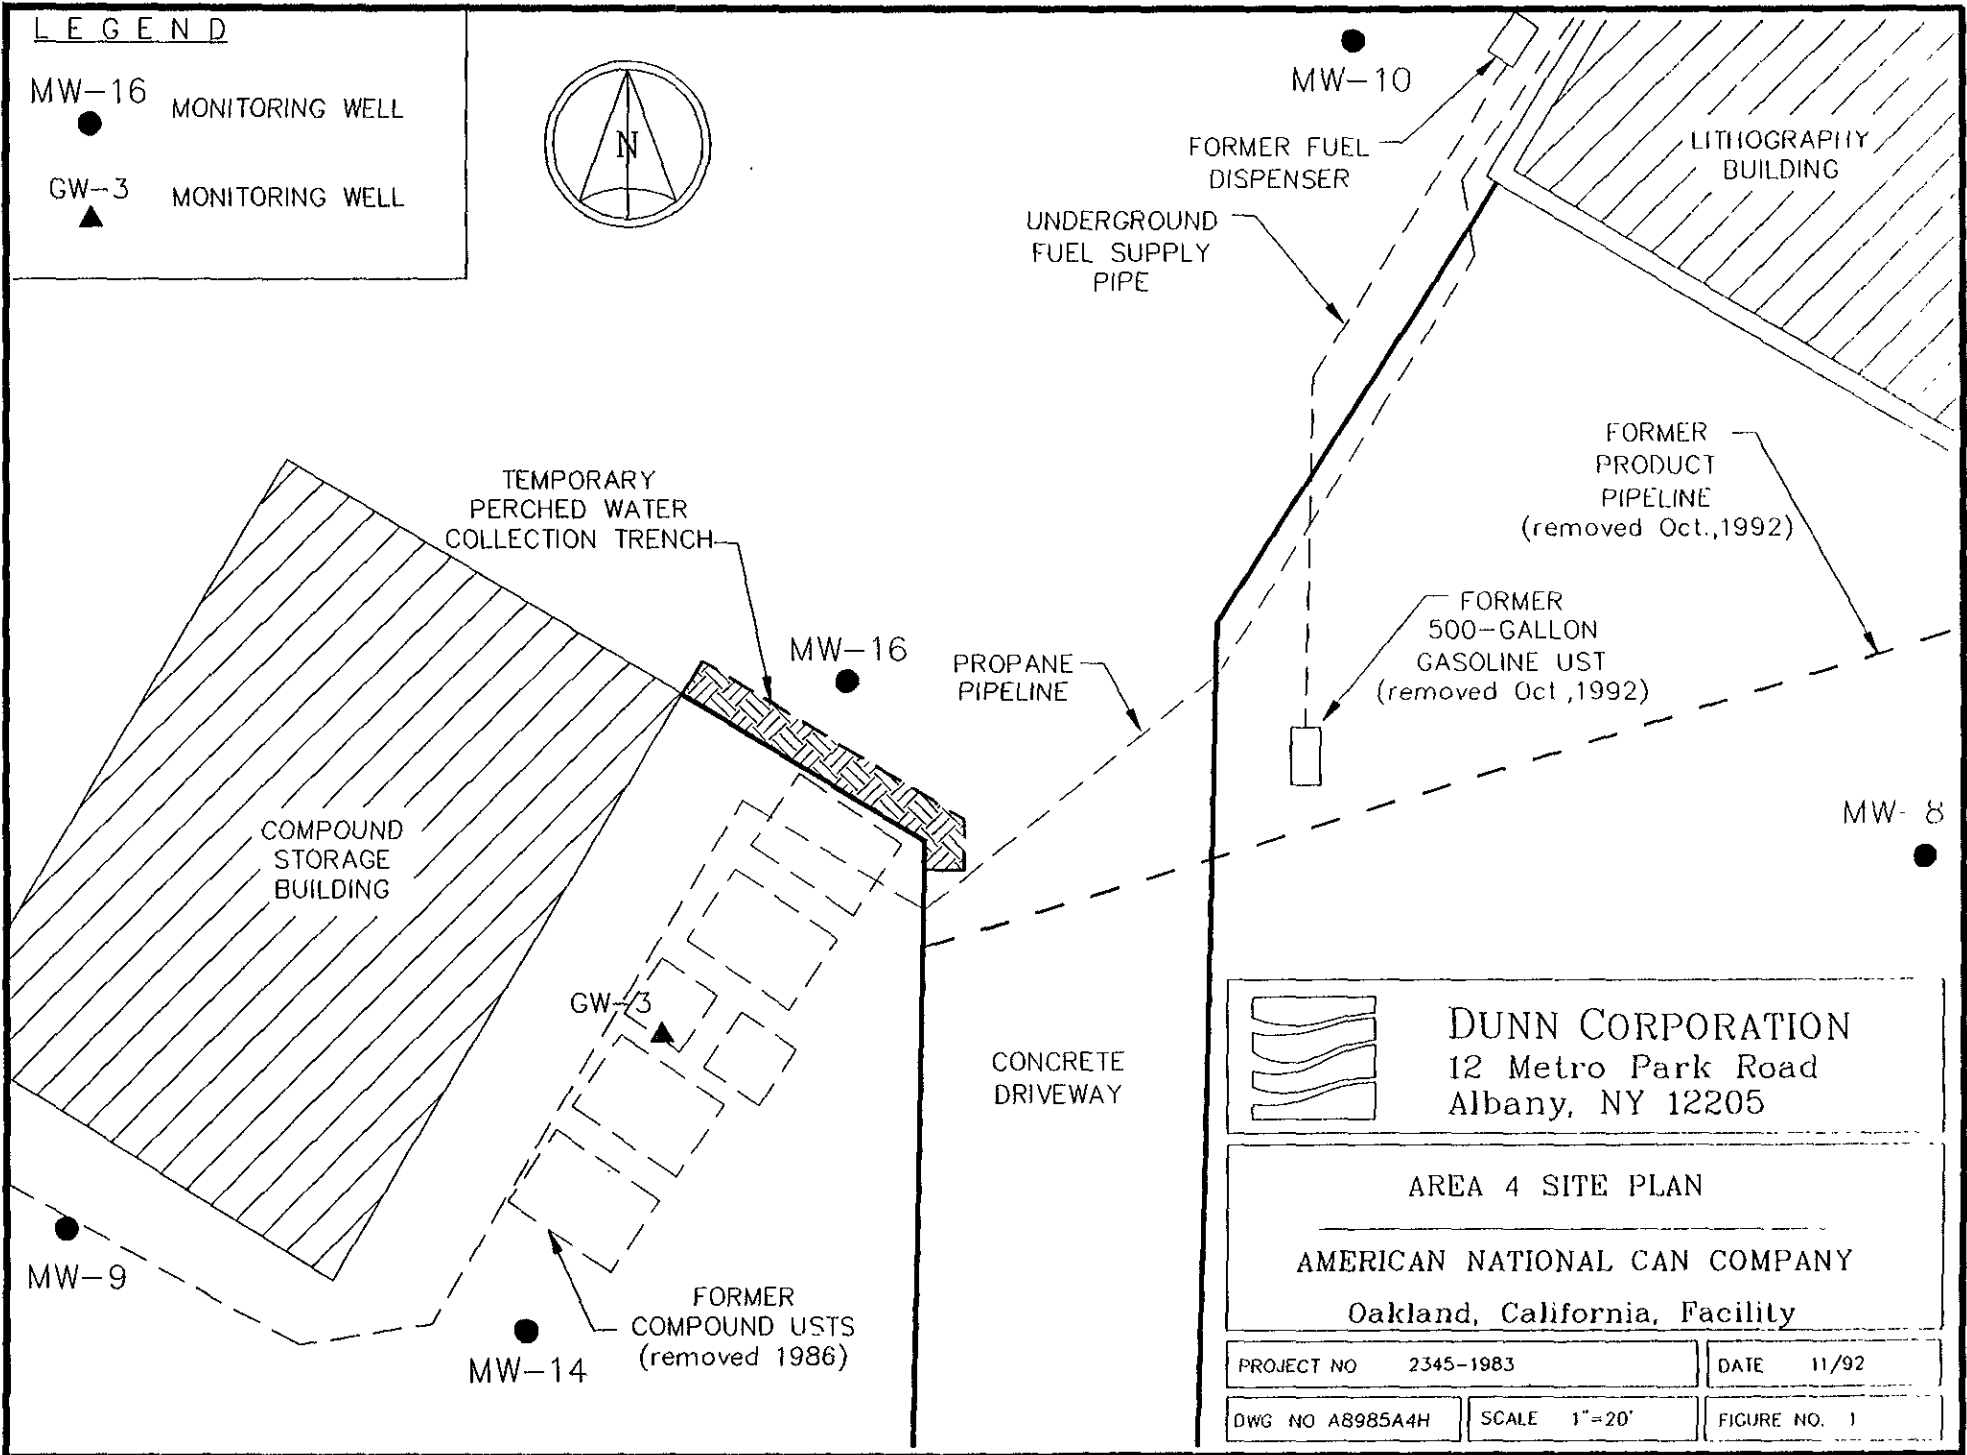 LEGEND
MW-16
MONITORING WELL
GW-3
MONITORING WELL
N
MW-10
FORMER FUEL
DISPENSER
LITHOGRAPHY
BUILDING
UNDERGROUND
FUEL SUPPLY
PIPE
FORMER
PRODUCT
PIPELINE
(removed Oct.,1992)
TEMPORARY
PERCHED WATER
COLLECTION TRENCH
MW-16
PROPANE
PIPELINE
FORMER
500-GALLON
GASOLINE UST
(removed Oct ,1992)
MW- 8
COMPOUND
STORAGE
BUILDING
GW-3
CONCRETE
DRIVEWAY
MW-9
MW-14
FORMER
COMPOUND USTS
(removed 1986)
DUNN CORPORATION
12 Metro Park Road
Albany, NY 12205
AREA 4 SITE PLAN
AMERICAN NATIONAL CAN COMPANY
Oakland, California, Facility
PROJECT NO 2345-1983
DATE 11/92
DWG NO A8985A4H
SCALE 1"=20'
FIGURE NO. 1